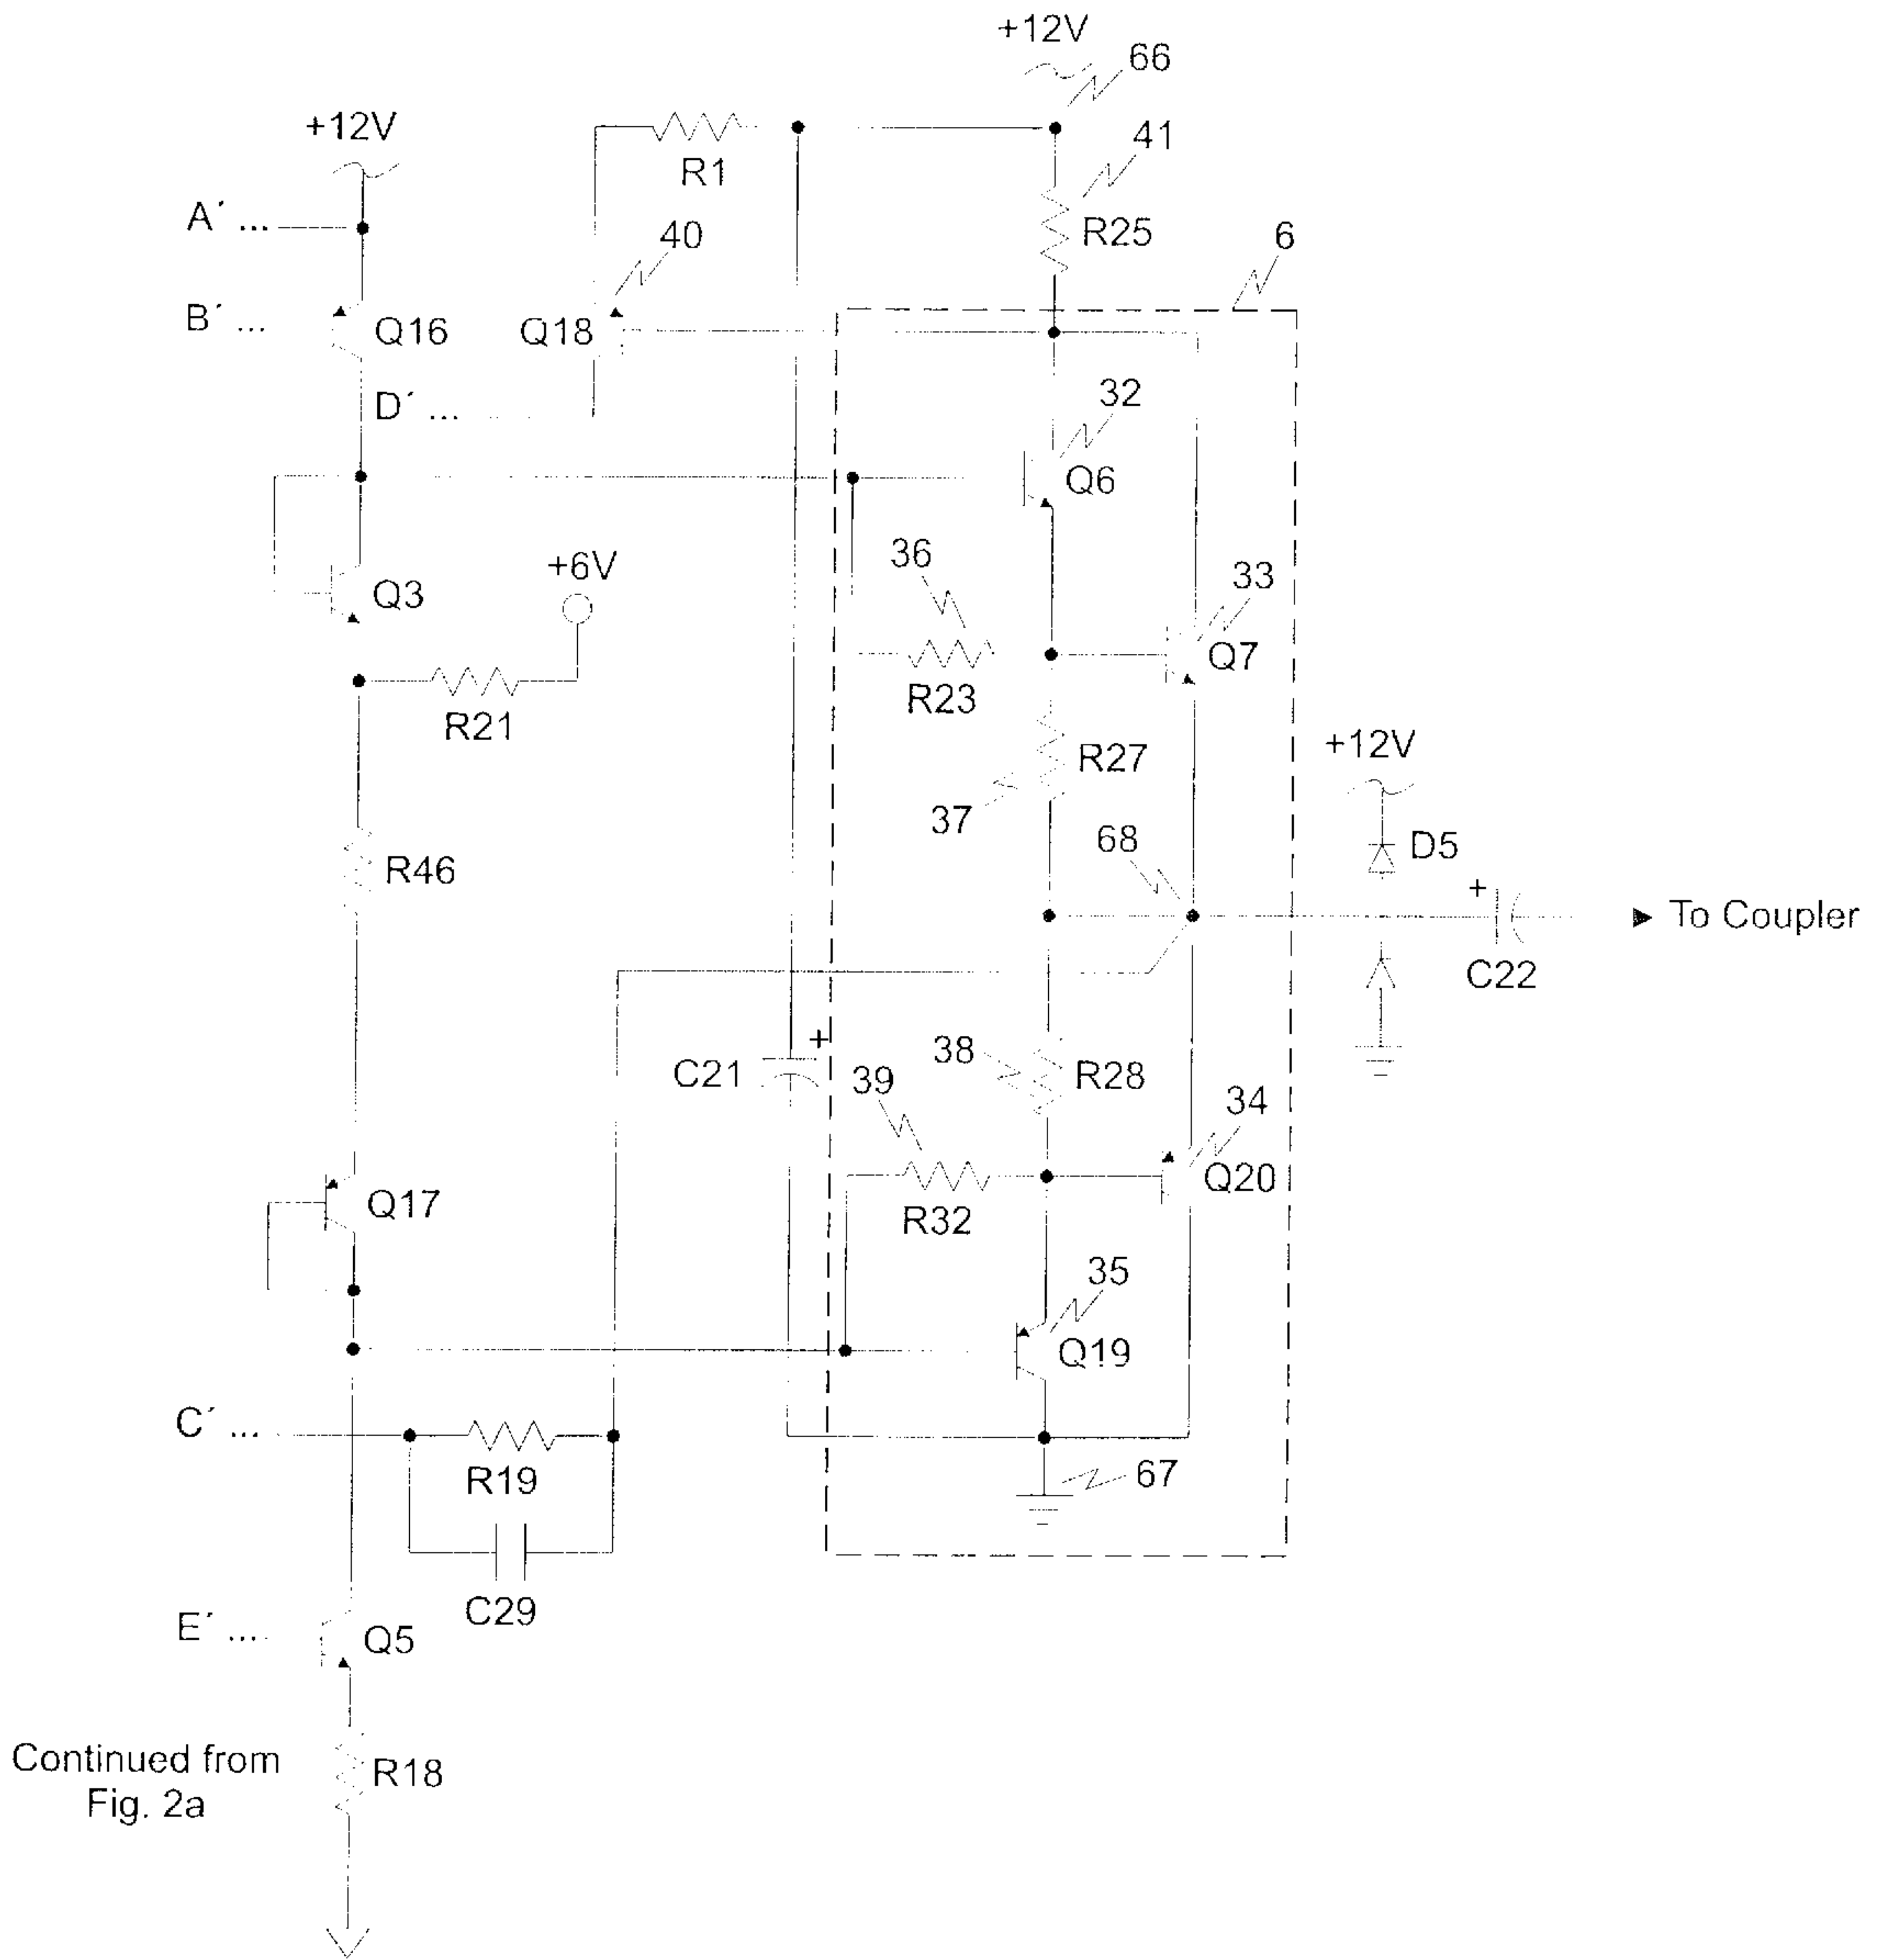 +12V
66
+12V
41
R1
A´ ...
R25
40
6
B´ ...
Q16
Q18
D´ ...
32
Q6
36
+6V
33
Q3
Q7
R23
R21
R27
+12V
37
68
D5
R46
+
To Coupler
C22
+
38
C21
39
R28
34
Q17
R32
Q20
35
Q19
C´ ...
R19
67
C29
E´ ...
Q5
Continued from
Fig. 2a
R18